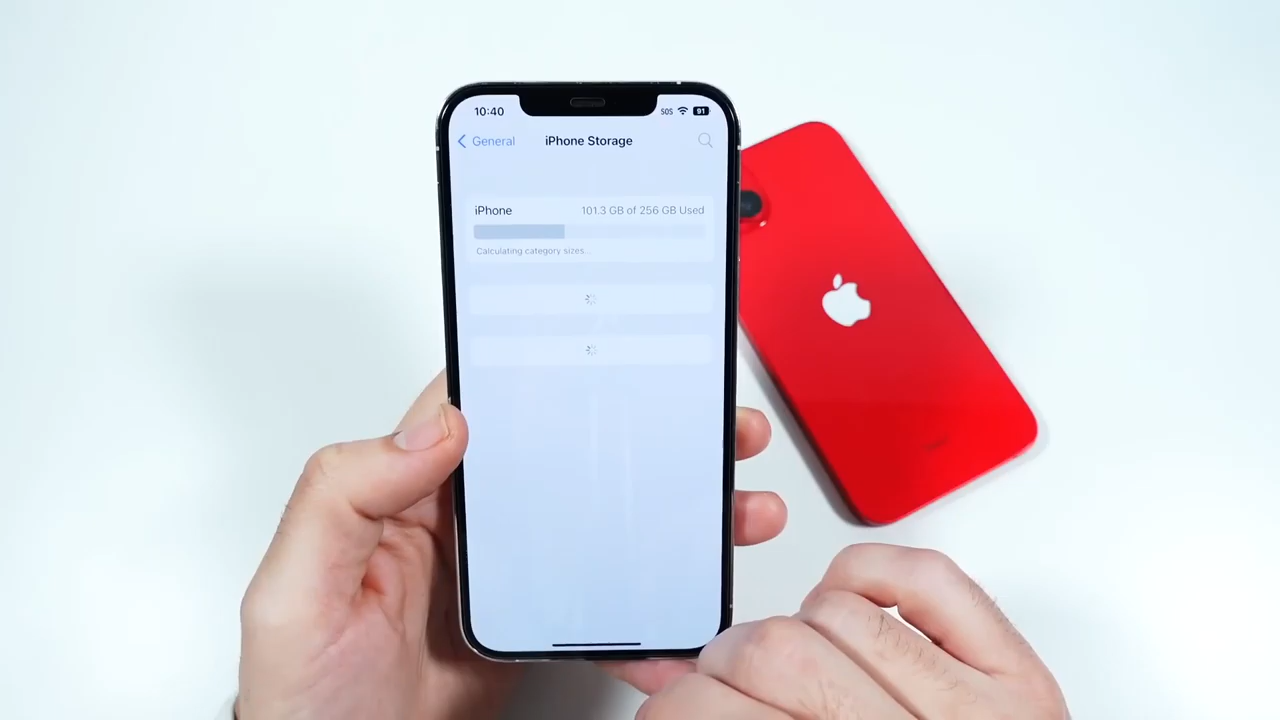 10:40 SOS 91
General iPhone Storage
iPhone 101.3 GB of 256 GB Used
Calculating category sizes...